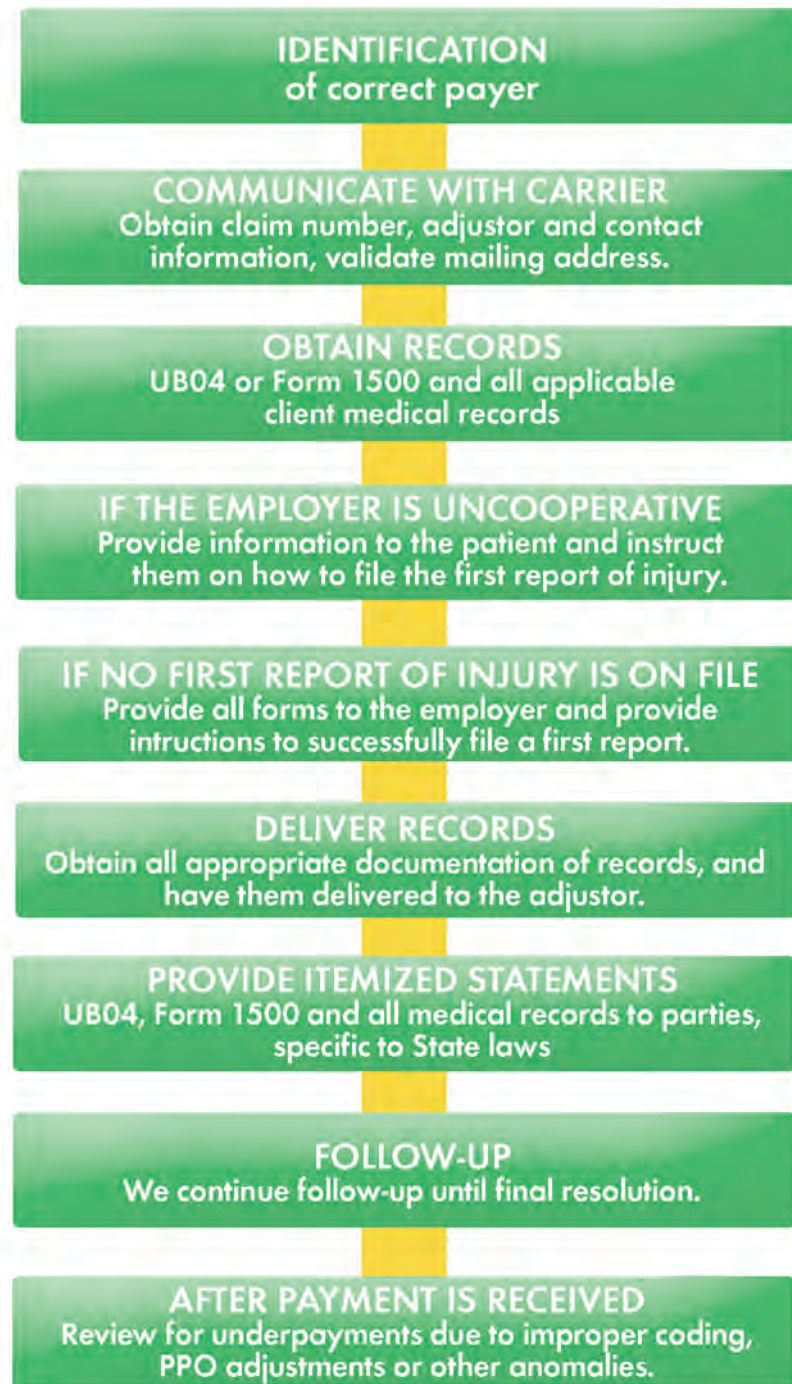 IDENTIFICATION
of correct payer
COMMUNICATE WITH CARRIER
Obtain claim number, adjustor and contact
information, validate mailing address.
OBTAIN RECORDS
UB04 or Form 1500 and all applicable
client medical records
IF THE EMPLOYER IS UNCOOPERATIVE
Provide information to the patient and instruct
them on how to file the first report of injury.
IF NO FIRST REPORT OF INJURY IS ON FILE
Provide all forms to the employer and provide
intructions to successfully file a first report.
DELIVER RECORDS
Obtain all appropriate documentation of records, and
have them delivered to the adjustor.
PROVIDE ITEMIZED STATEMENTS
UB04, Form 1500 and all medical records to parties,
specific to State laws
FOLLOW-UP
We continue follow-up until final resolution.
AFTER PAYMENT IS RECEIVED
Review for underpayments due to improper coding,
PPO adjustments or other anomalies.